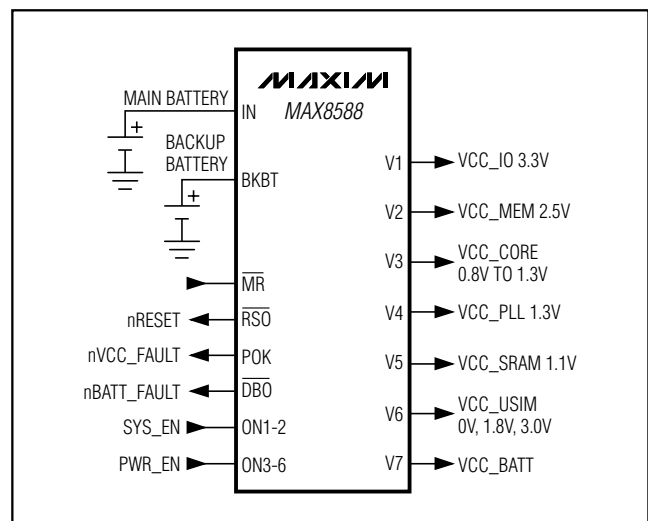 MAXIM
MAX8588
MAIN BATTERY
IN
+
BACKUP
BATTERY
BKBT
+
MR
nRESET
RSO
nVCC_FAULT
POK
nBATT_FAULT
DBO
SYS_EN
ON1-2
PWR_EN
ON3-6
V1
VCC_IO 3.3V
V2
VCC_MEM 2.5V
V3
VCC_CORE
0.8V TO 1.3V
V4
VCC_PLL 1.3V
V5
VCC_SRAM 1.1V
V6
VCC_USIM
0V, 1.8V, 3.0V
V7
VCC_BATT